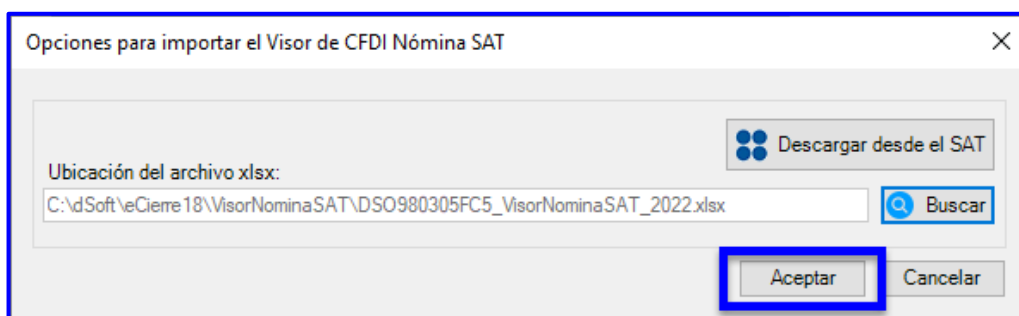 Opciones para importar el Visor de CFDI Nómina SAT
Descargar desde el SAT
Ubicación del archivo xlsx:
C:\dSoft\eCierre18\VisorNominaSAT\DSO980305FC5_VisorNominaSAT_2022.xlsx
Buscar
Aceptar
Cancelar